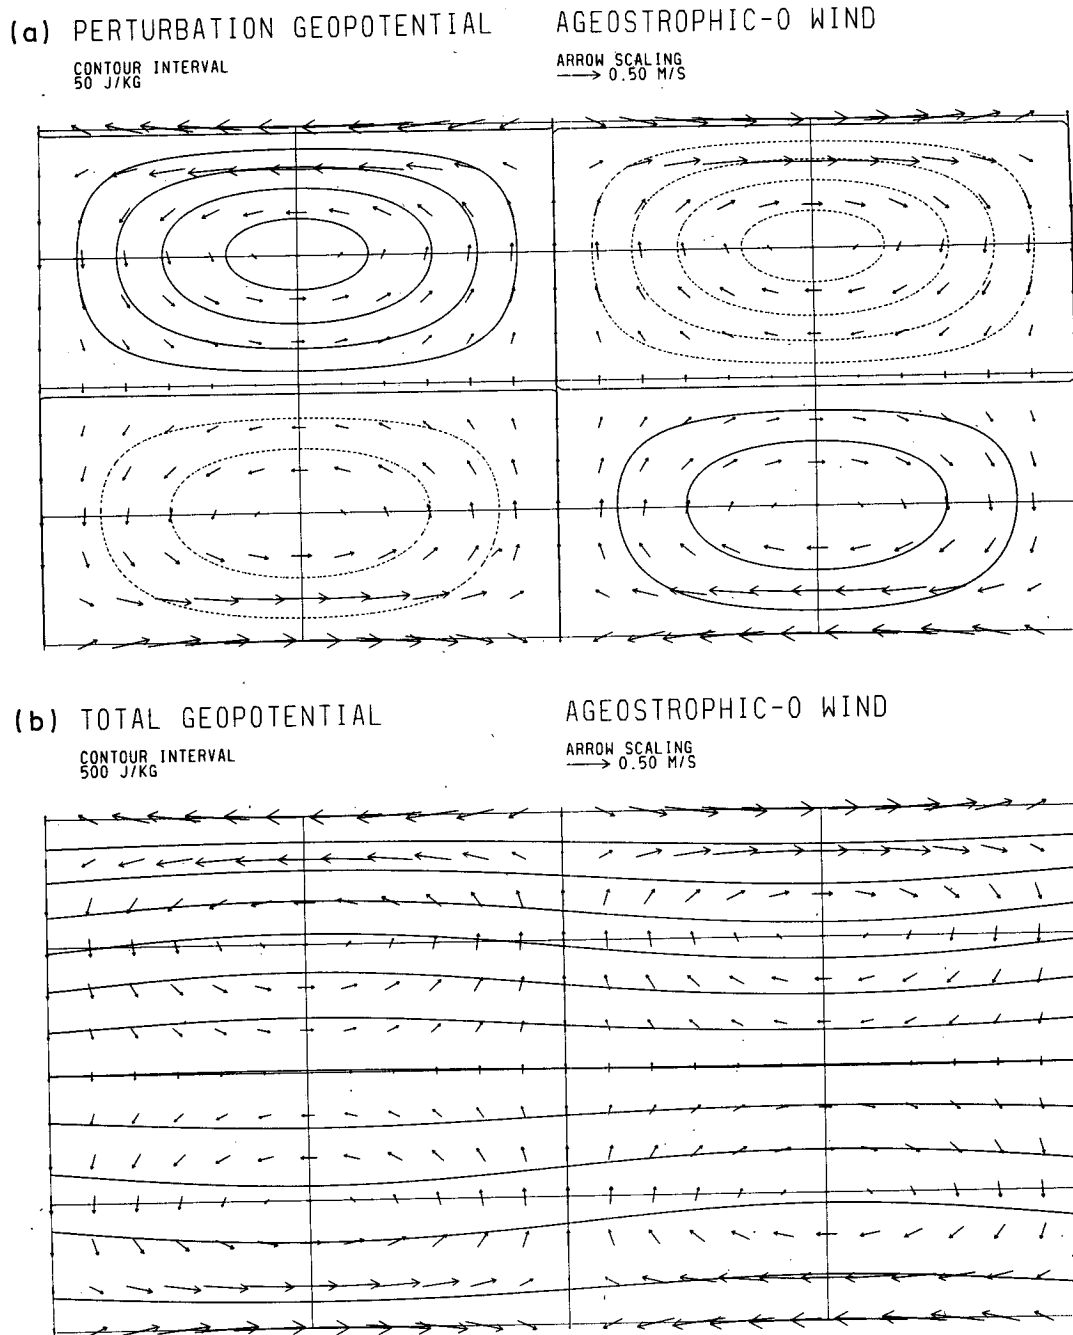 (a) PERTURBATION GEOPOTENTIAL AGEOSTROPHIC-0 WIND
CONTOUR INTERVAL
50 J/KG
ARROW SCALING
0.50 M/S
(b) TOTAL GEOPOTENTIAL AGEOSTROPHIC-0 WIND
CONTOUR INTERVAL
500 J/KG
ARROW SCALING
0.50 M/S